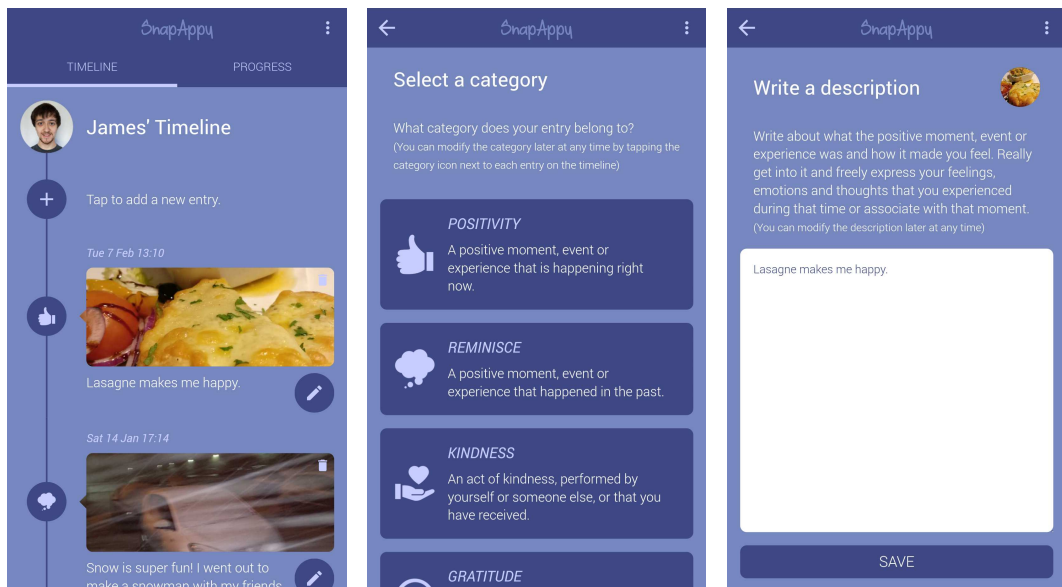 SnapAppy
TIMELINE
PROGRESS
James' Timeline
Tap to add a new entry.
Tue 7 Feb 13:10
Lasagne makes me happy.
Sat 14 Jan 17:14
Snow is super fun! I went out to
make a snowman with my friends
SnapAppy
Select a category
What category does your entry belong to?
(You can modify the category later at any time by tapping the
category icon next to each entry on the timeline)
POSITIVITY
A positive moment, event or
experience that is happening right
now.
REMINISCE
A positive moment, event or
experience that happened in the past.
KINDNESS
An act of kindness, performed by
yourself or someone else, or that you
have received.
GRATITUDE
SnapAppy
Write a description
Write about what the positive moment, event or
experience was and how it made you feel. Really
get into it and freely express your feelings,
emotions and thoughts that you experienced
during that time or associate with that moment.
(You can modify the description later at any time)
Lasagne makes me happy.
SAVE